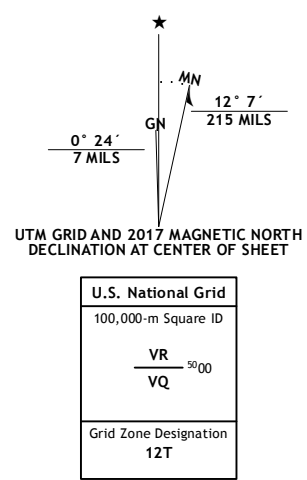 ★
MN
12° 7´
215 MILS
GN
0° 24´
7 MILS
UTM GRID AND 2017 MAGNETIC NORTH
DECLINATION AT CENTER OF SHEET
U.S. National Grid
100,000-m Square ID
VR
5000
VQ
Grid Zone Designation
12T